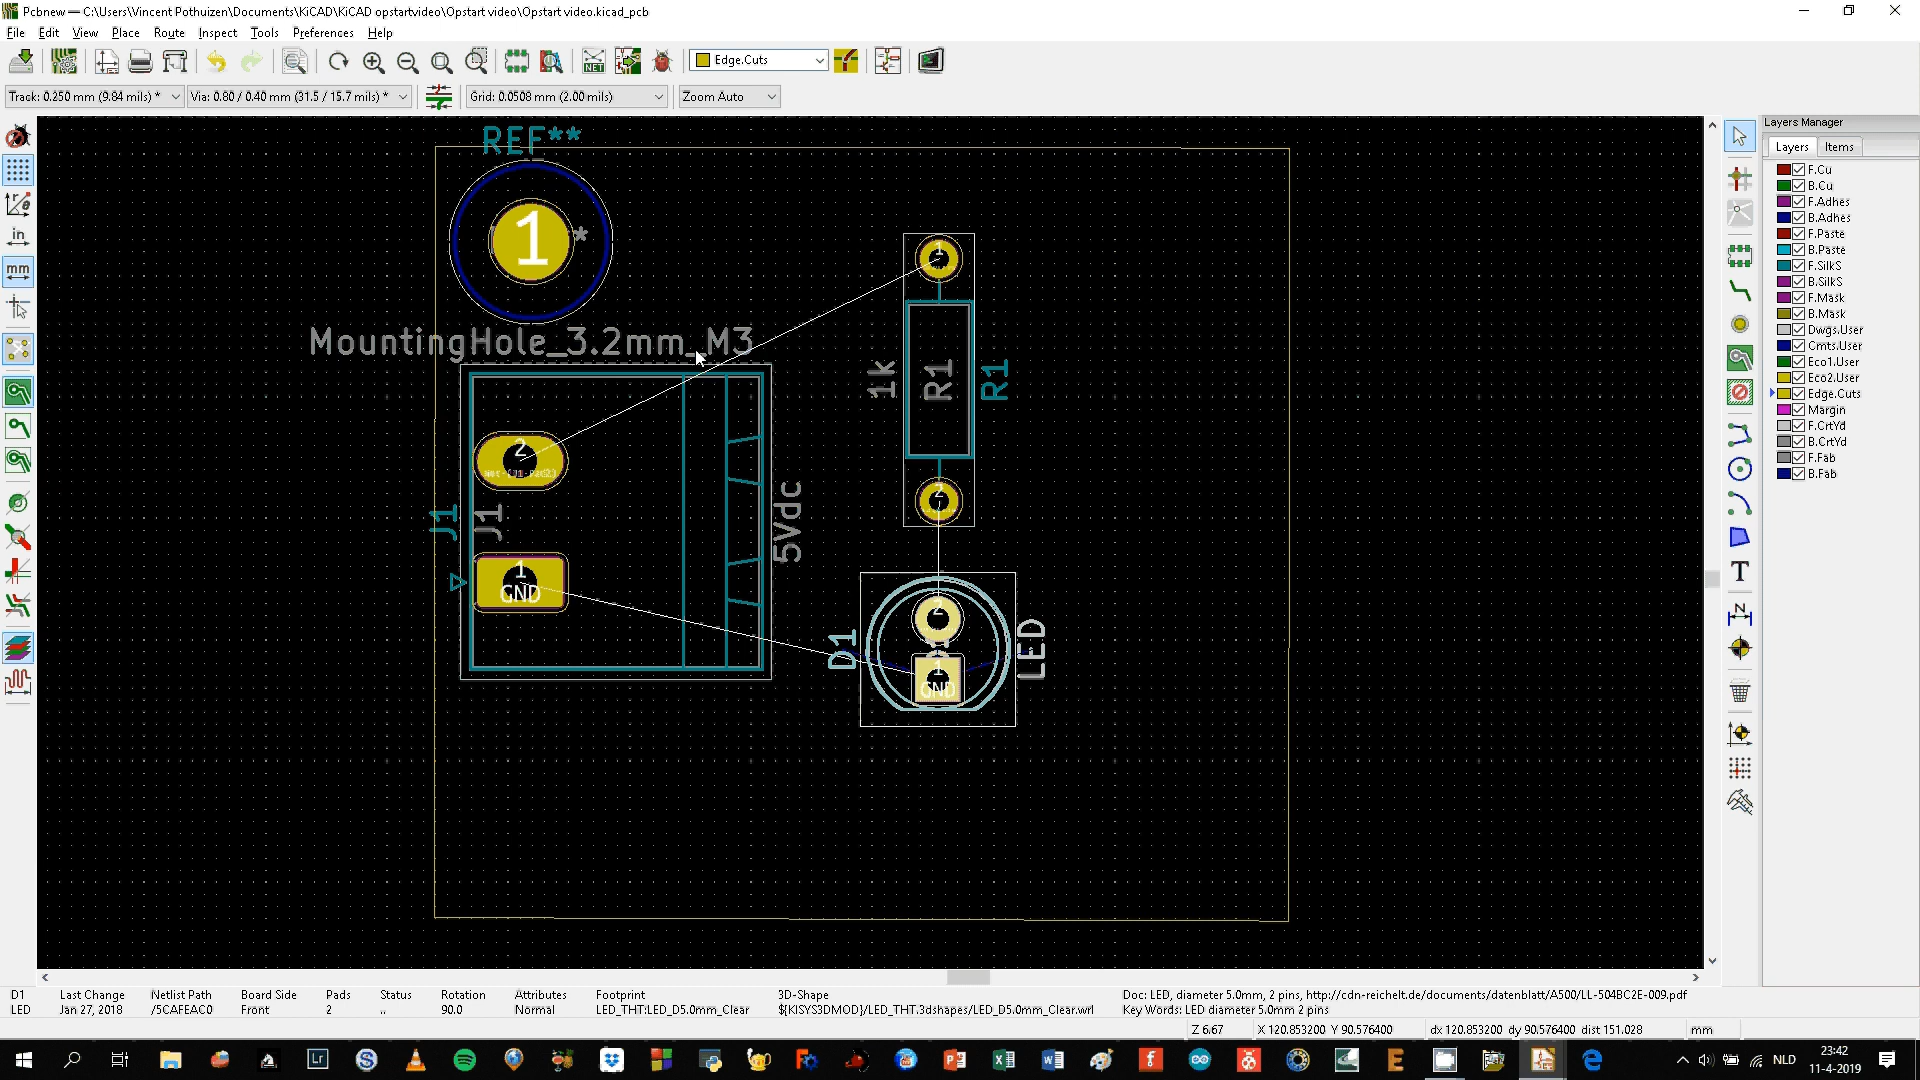 Pcbnew — C:\Users\Vincent Pothuizen\Documents\KiCAD\KiCAD opstartvideo\Opstart video\Opstart video.kicad_pcb
File Edit View Place Route Inspect Tools Preferences Help
NET
Edge.Cuts
Track: 0.250 mm (9.84 mils) *
Via: 0.80 / 0.40 mm (31.5 / 15.7 mils) *
Grid: 0.0508 mm (2.00 mils)
Zoom Auto
in
mm
REF**
1
*
MountingHole_3.2mm_M3
2
J1
J1
1
GND
5Vdc
1
1k
R1
R1
2
D1
2
1
GND
LED
T
N
Layers Manager
Layers Items
F.Cu
B.Cu
F.Adhes
B.Adhes
F.Paste
B.Paste
F.SilkS
B.SilkS
F.Mask
B.Mask
Dwgs.User
Cmts.User
Eco1.User
Eco2.User
Edge.Cuts
Margin
F.CrtYd
B.CrtYd
F.Fab
B.Fab
D1 Last Change Netlist Path Board Side Pads Status Rotation Attributes Footprint 3D-Shape Doc: LED, diameter 5.0mm, 2 pins, http://cdn-reichelt.de/documents/datenblatt/A500/LL-504BC2E-009.pdf
LED Jan 27, 2018 /5CAFEAC0 Front 2 .. 90.0 Normal LED_THT:LED_D5.0mm_Clear ${KISYS3DMOD}/LED_THT.3dshapes/LED_D5.0mm_Clear.wrl Key Words: LED diameter 5.0mm 2 pins
Z 6.67 X 120.853200 Y 90.576400 dx 120.853200 dy 90.576400 dist 151.028 mm
Lr
NLD
23:42
11-4-2019